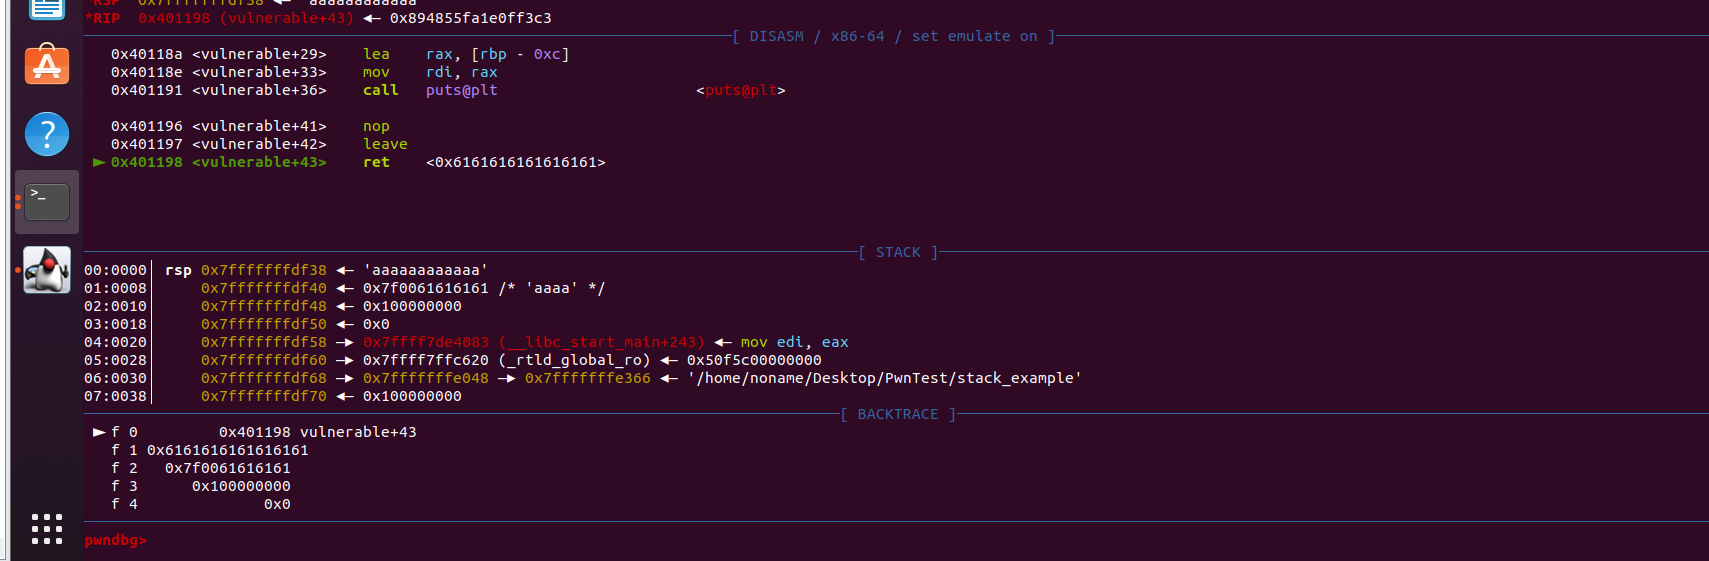 *RSP  0x7fffffffdf38 ◂— 'aaaaaaaaaaaa'
*RIP  0x401198 (vulnerable+43) ◂— 0x894855fa1e0ff3c3
[ DISASM / x86-64 / set emulate on ]
0x40118a <vulnerable+29>    lea    rax, [rbp - 0xc]
0x40118e <vulnerable+33>    mov    rdi, rax
0x401191 <vulnerable+36>    call   puts@plt                      <puts@plt>
0x401196 <vulnerable+41>    nop
0x401197 <vulnerable+42>    leave
► 0x401198 <vulnerable+43>    ret    <0x6161616161616161>
[ STACK ]
00:0000│ rsp 0x7fffffffdf38 ◂— 'aaaaaaaaaaaa'
01:0008│     0x7fffffffdf40 ◂— 0x7f0061616161 /* 'aaaa' */
02:0010│     0x7fffffffdf48 ◂— 0x100000000
03:0018│     0x7fffffffdf50 ◂— 0x0
04:0020│     0x7fffffffdf58 —▸ 0x7ffff7de4083 (__libc_start_main+243) ◂— mov edi, eax
05:0028│     0x7fffffffdf60 —▸ 0x7ffff7ffc620 (_rtld_global_ro) ◂— 0x50f5c00000000
06:0030│     0x7fffffffdf68 —▸ 0x7fffffffe048 —▸ 0x7fffffffe366 ◂— '/home/noname/Desktop/PwnTest/stack_example'
07:0038│     0x7fffffffdf70 ◂— 0x100000000
[ BACKTRACE ]
► f 0         0x401198 vulnerable+43
f 1 0x6161616161616161
f 2   0x7f0061616161
f 3      0x100000000
f 4              0x0
pwndbg>